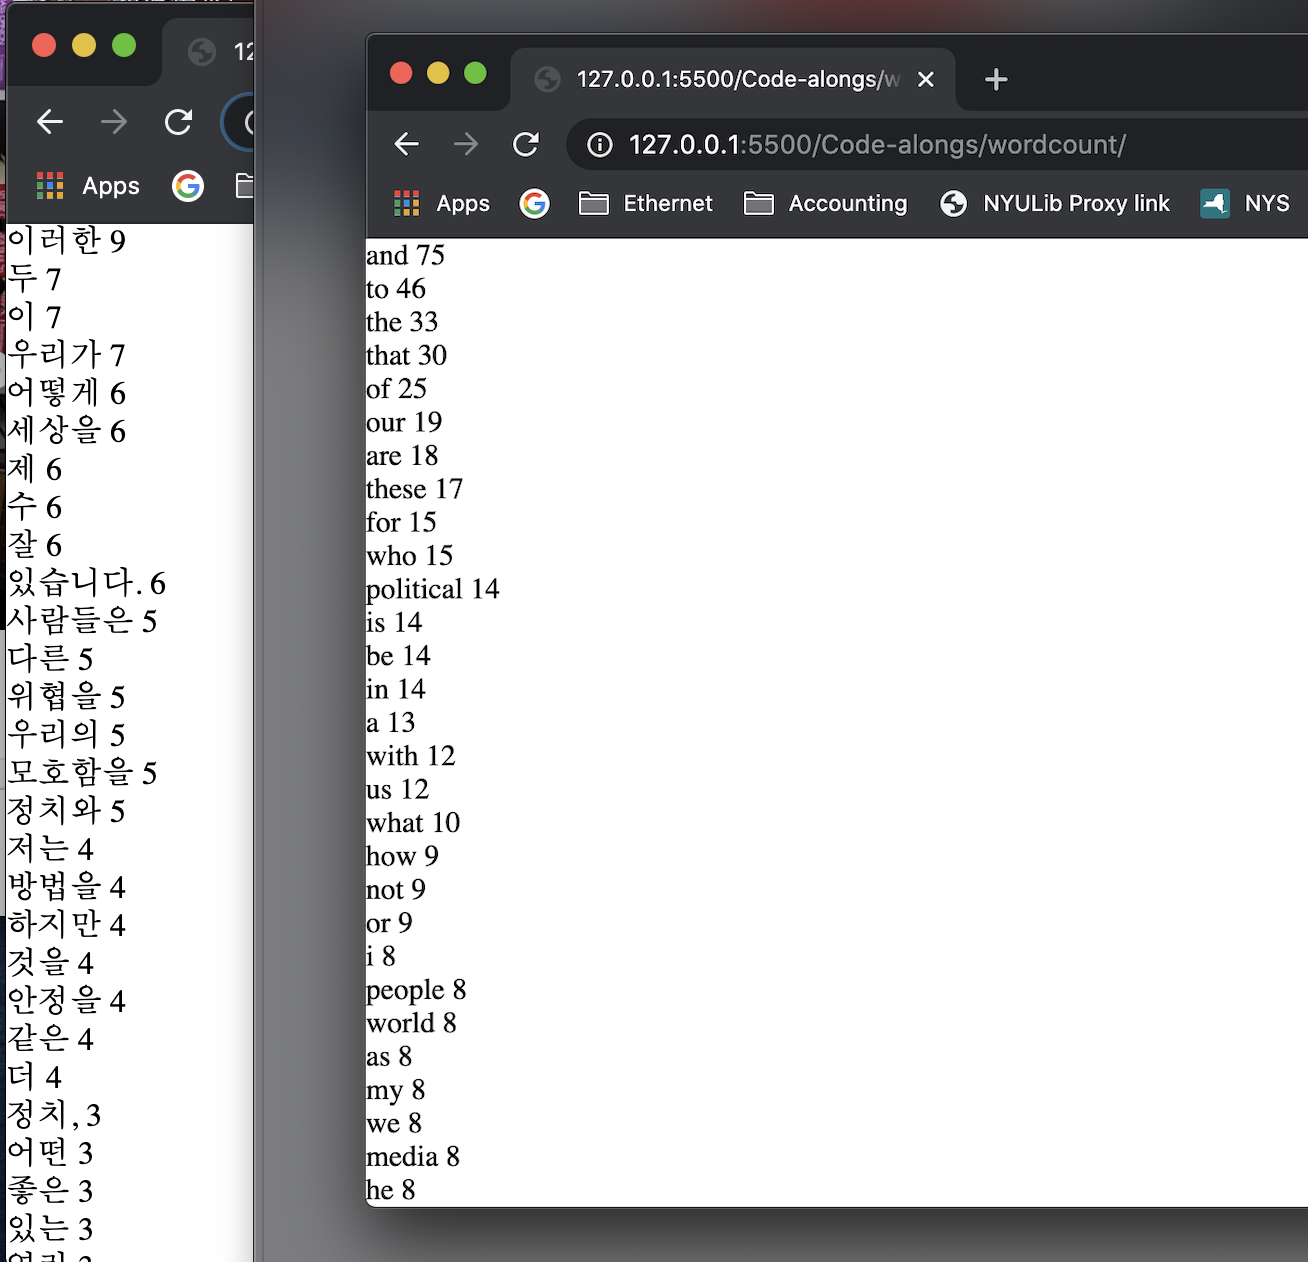 12
Apps
이러한 9
두 7
이 7
우리가 7
어떻게 6
세상을 6
제 6
수 6
잘 6
있습니다. 6
사람들은 5
다른 5
위협을 5
우리의 5
모호함을 5
정치와 5
저는 4
방법을 4
하지만 4
것을 4
안정을 4
같은 4
더 4
정치, 3
어떤 3
좋은 3
있는 3
127.0.0.1:5500/Code-alongs/w
127.0.0.1:5500/Code-alongs/wordcount/
Apps Ethernet Accounting NYULib Proxy link NYS
and 75
to 46
the 33
that 30
of 25
our 19
are 18
these 17
for 15
who 15
political 14
is 14
be 14
in 14
a 13
with 12
us 12
what 10
how 9
not 9
or 9
i 8
people 8
world 8
as 8
my 8
we 8
media 8
he 8